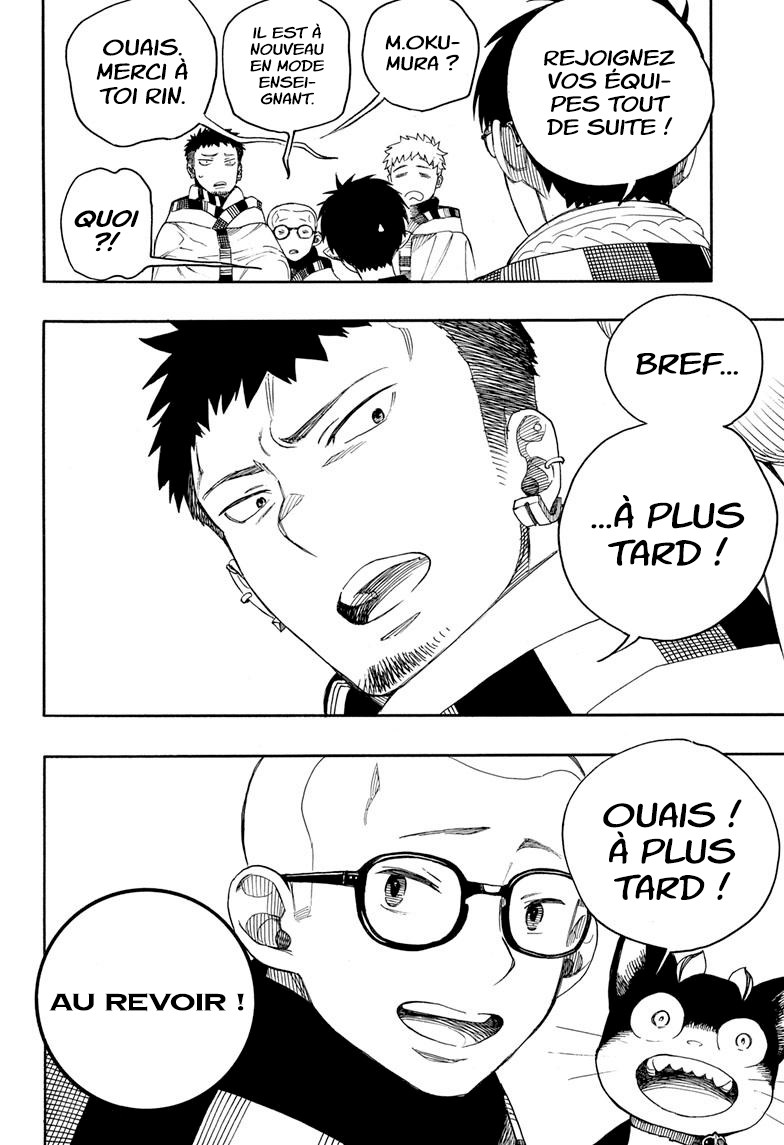 REJOIGNEZ
VOS ÉQUI-
PES TOUT
DE SUITE !
M.OKU-
MURA ?
IL EST À
NOUVEAU
EN MODE
ENSEI-
GNANT.
OUAIS.
MERCI À
TOI RIN.
QUOI
?!
BREF...
...À PLUS
TARD !
OUAIS !
À PLUS
TARD !
AU REVOIR !